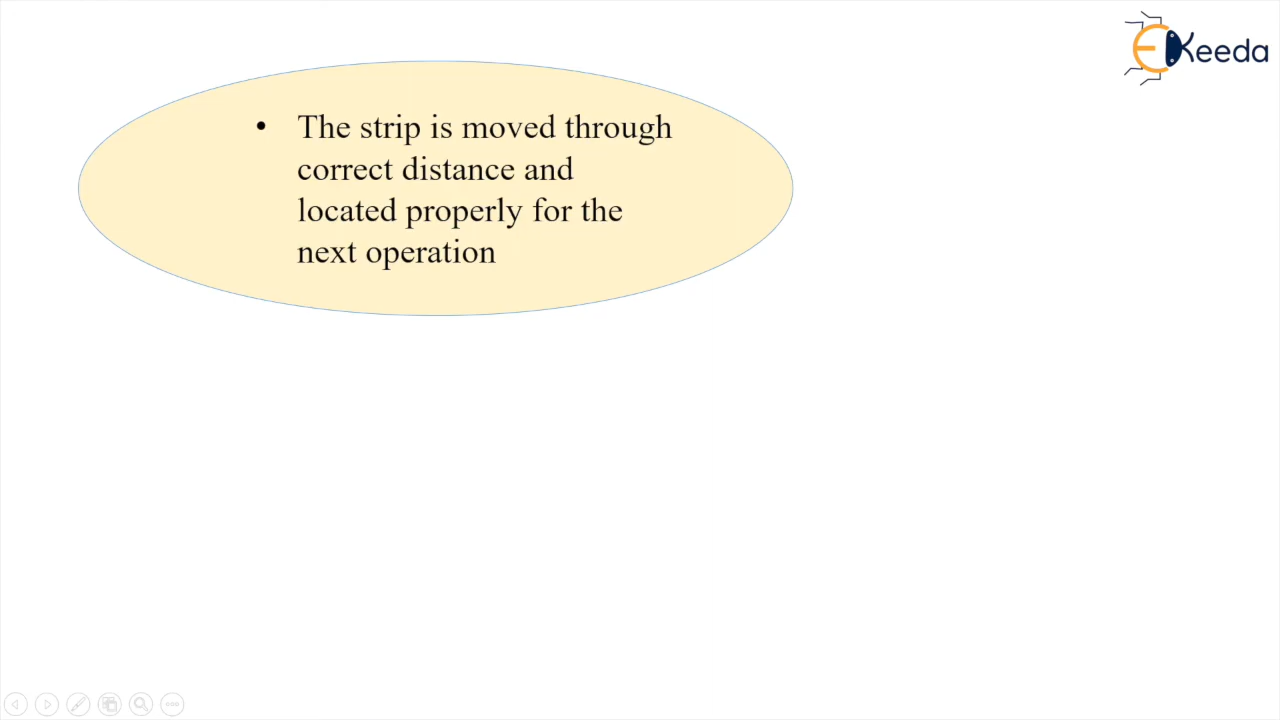 EKeeda
• The strip is moved through
correct distance and
located properly for the
next operation